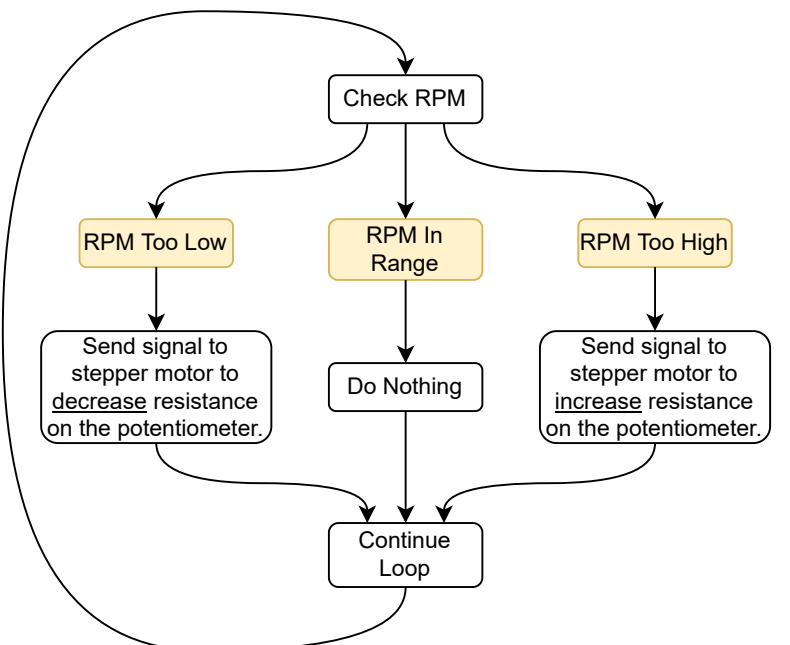 Check RPM
RPM Too Low
RPM In
Range
RPM Too High
Send signal to
stepper motor to
decrease resistance
on the potentiometer.
Do Nothing
Send signal to
stepper motor to
increase resistance
on the potentiometer.
Continue
Loop